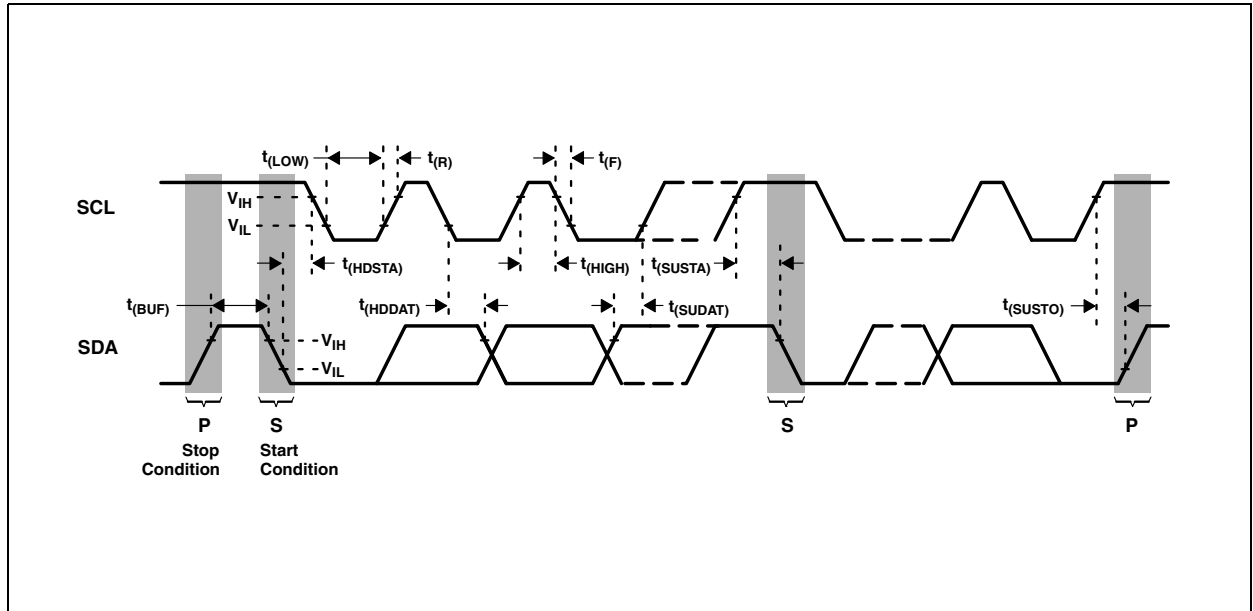 t(LOW)
t(R)
t(F)
SCL
VIH
VIL
t(HDSTA)
t(HIGH)
t(SUSTA)
t(BUF)
t(HDDAT)
t(SUDAT)
t(SUSTO)
SDA
VIH
VIL
P
S
S
P
Stop
Condition
Start
Condition